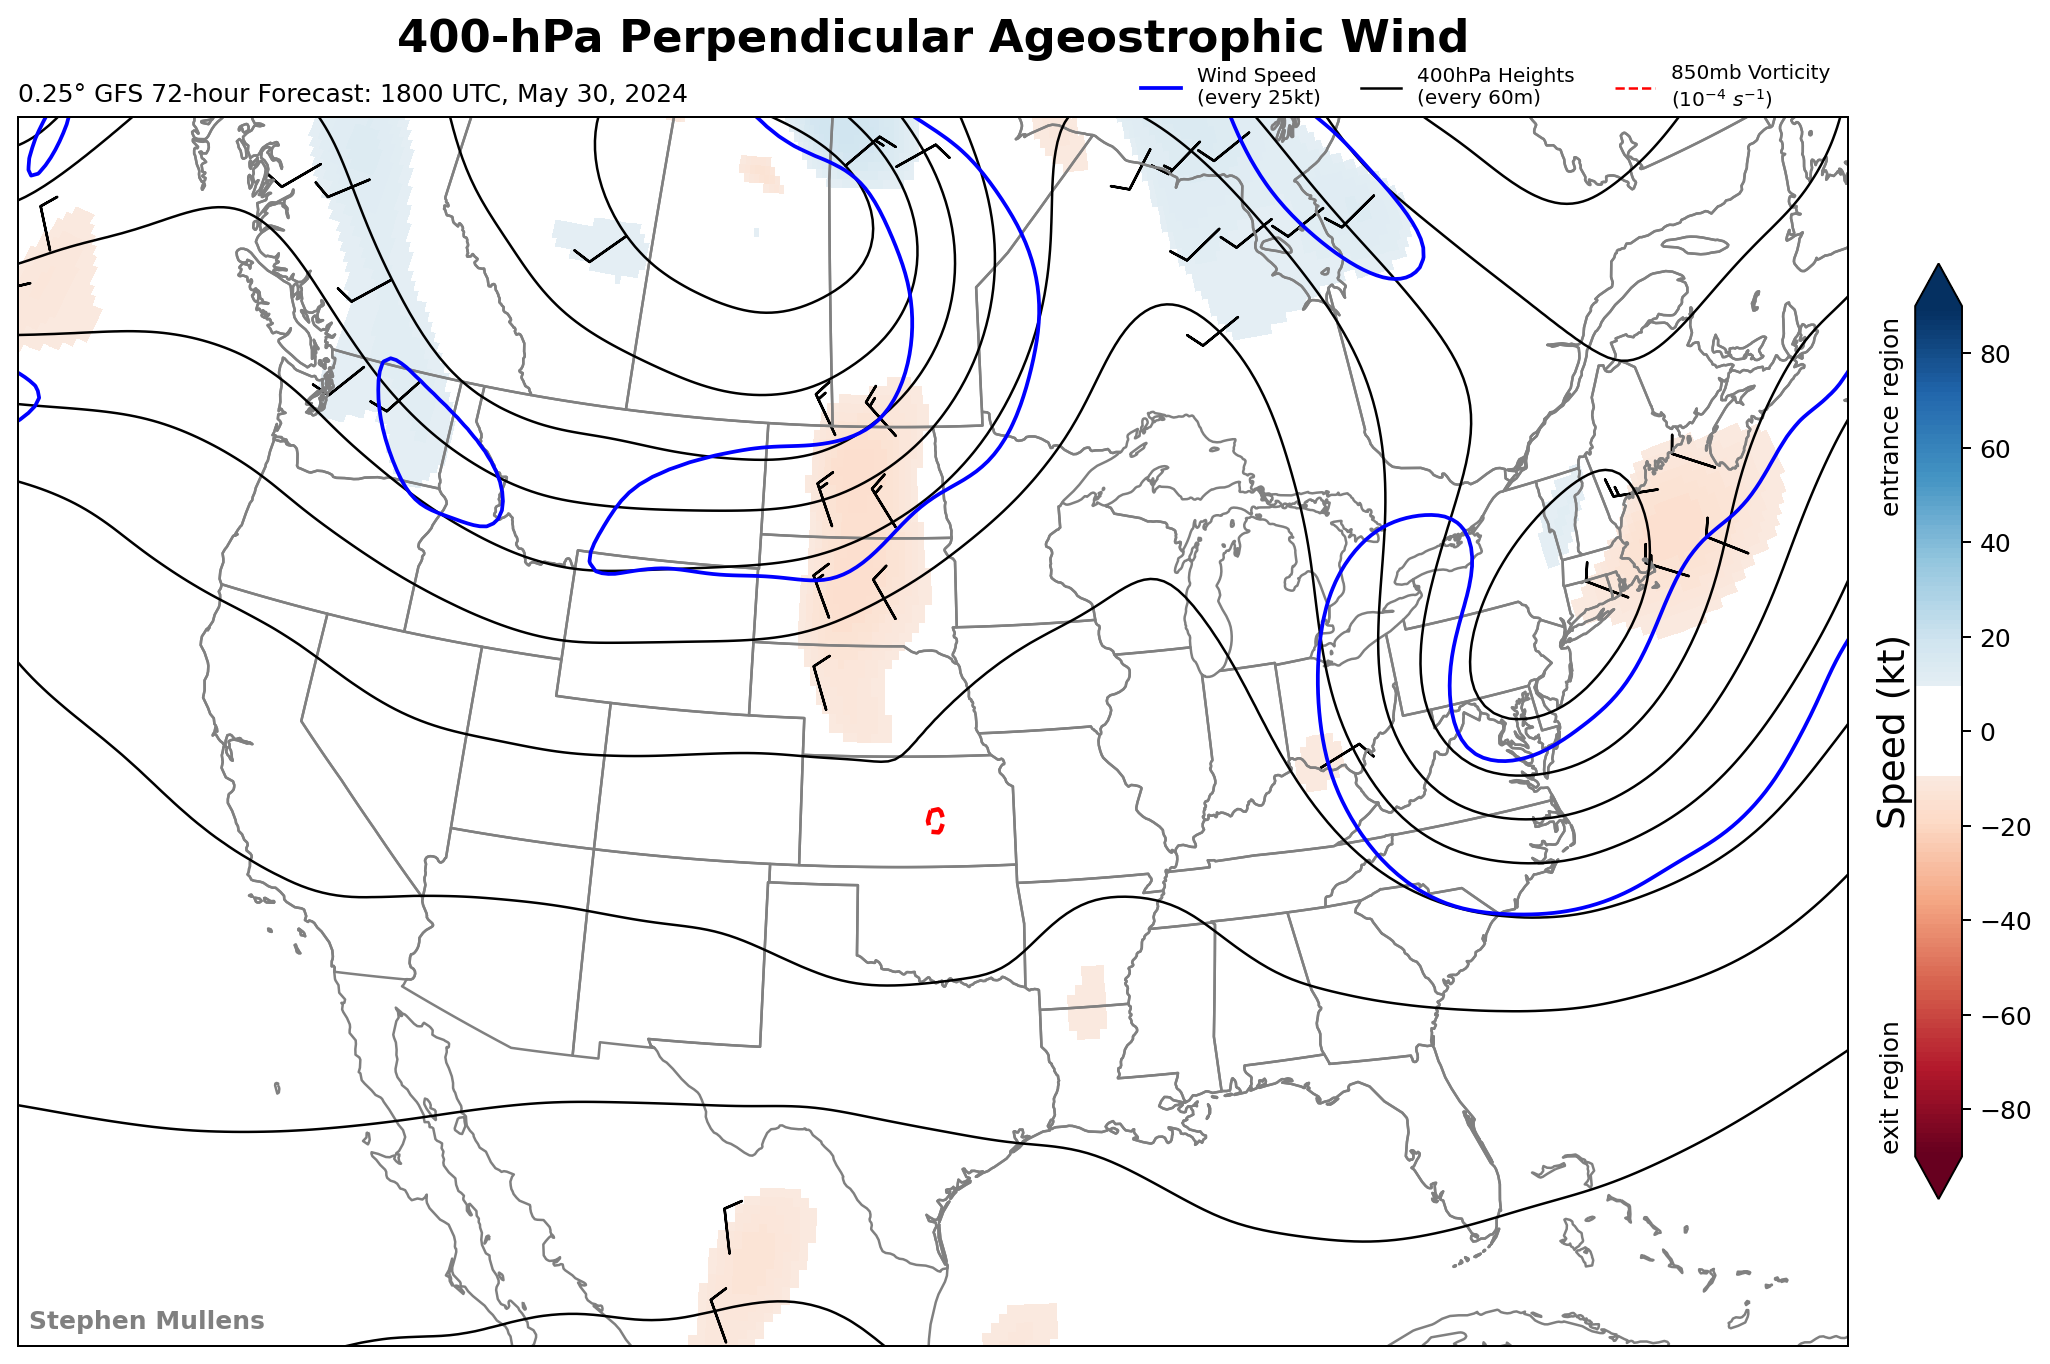 400-hPa Perpendicular Ageostrophic Wind
0.25° GFS 72-hour Forecast: 1800 UTC, May 30, 2024
Wind Speed
(every 25kt)
400hPa Heights
(every 60m)
850mb Vorticity
(10⁻⁴ s⁻¹)
entrance region
Speed (kt)
exit region
80
60
40
20
0
−20
−40
−60
−80
Stephen Mullens